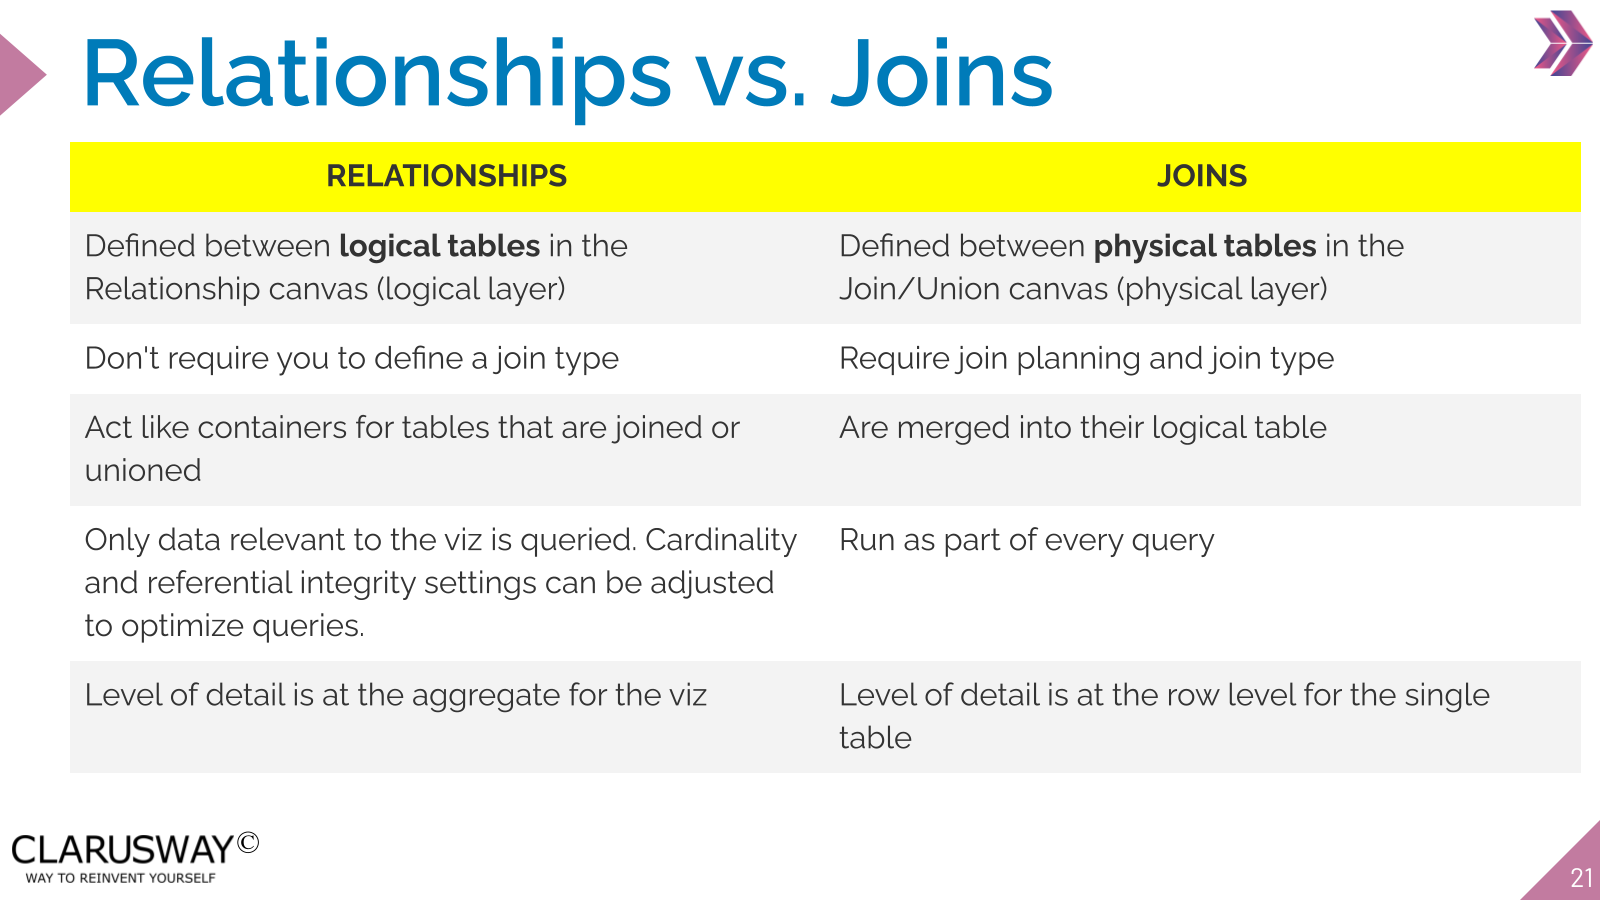 Relationships vs. Joins
RELATIONSHIPS
JOINS
Defined between logical tables in the
Relationship canvas (logical layer)
Defined between physical tables in the
Join/Union canvas (physical layer)
Don't require you to define a join type
Require join planning and join type
Act like containers for tables that are joined or
unioned
Are merged into their logical table
Only data relevant to the viz is queried. Cardinality
and referential integrity settings can be adjusted
to optimize queries.
Run as part of every query
Level of detail is at the aggregate for the viz
Level of detail is at the row level for the single
table
CLARUSWAY©
WAY TO REINVENT YOURSELF
21